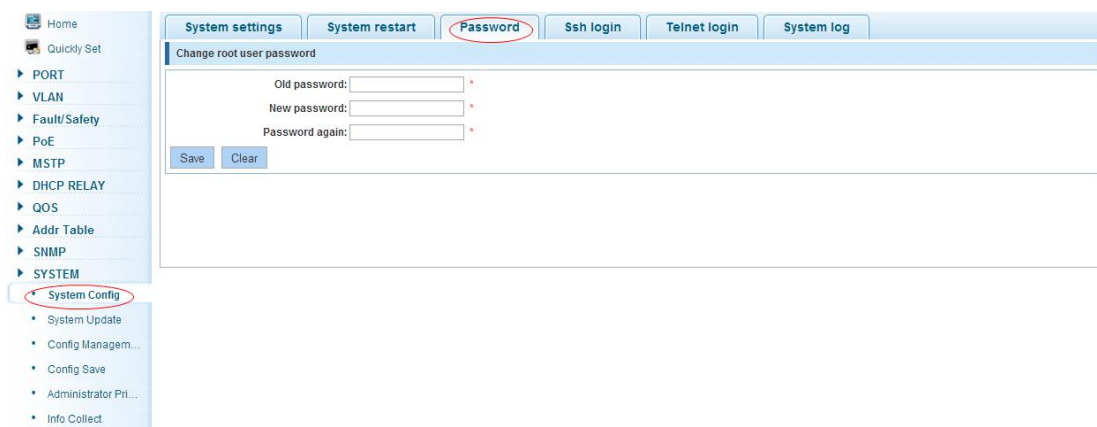 Home
Quickly Set
PORT
VLAN
Fault/Safety
PoE
MSTP
DHCP RELAY
QOS
Addr Table
SNMP
SYSTEM
System Config
System Update
Config Managem...
Config Save
Administrator Pri...
Info Collect
System settings
System restart
Password
Ssh login
Telnet login
System log
Change root user password
Old password: *
New password: *
Password again: *
Save
Clear